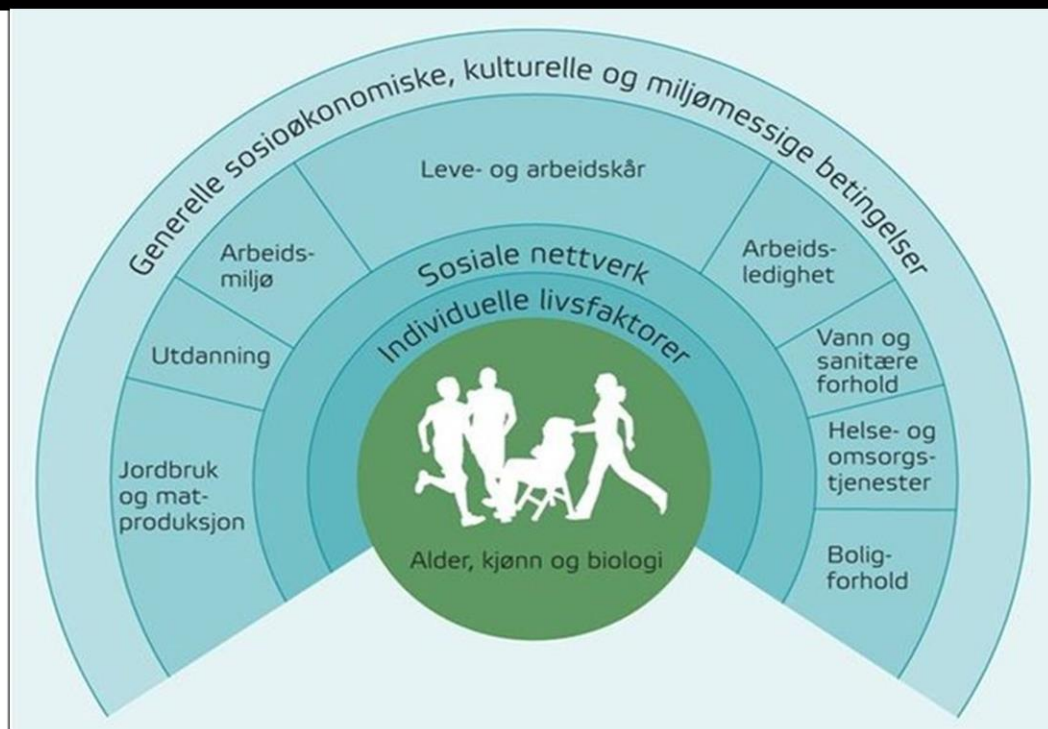 Generelle sosioøkonomiske, kulturelle og miljømessige betingelser
Leve- og arbeidskår
Arbeids-
miljø
Utdanning
Jordbruk
og mat-
produksjon
Arbeids-
ledighet
Vann og
sanitære
forhold
Helse- og
omsorgs-
tjenester
Bolig-
forhold
Sosiale nettverk
Individuelle livsfaktorer
Alder, kjønn og biologi